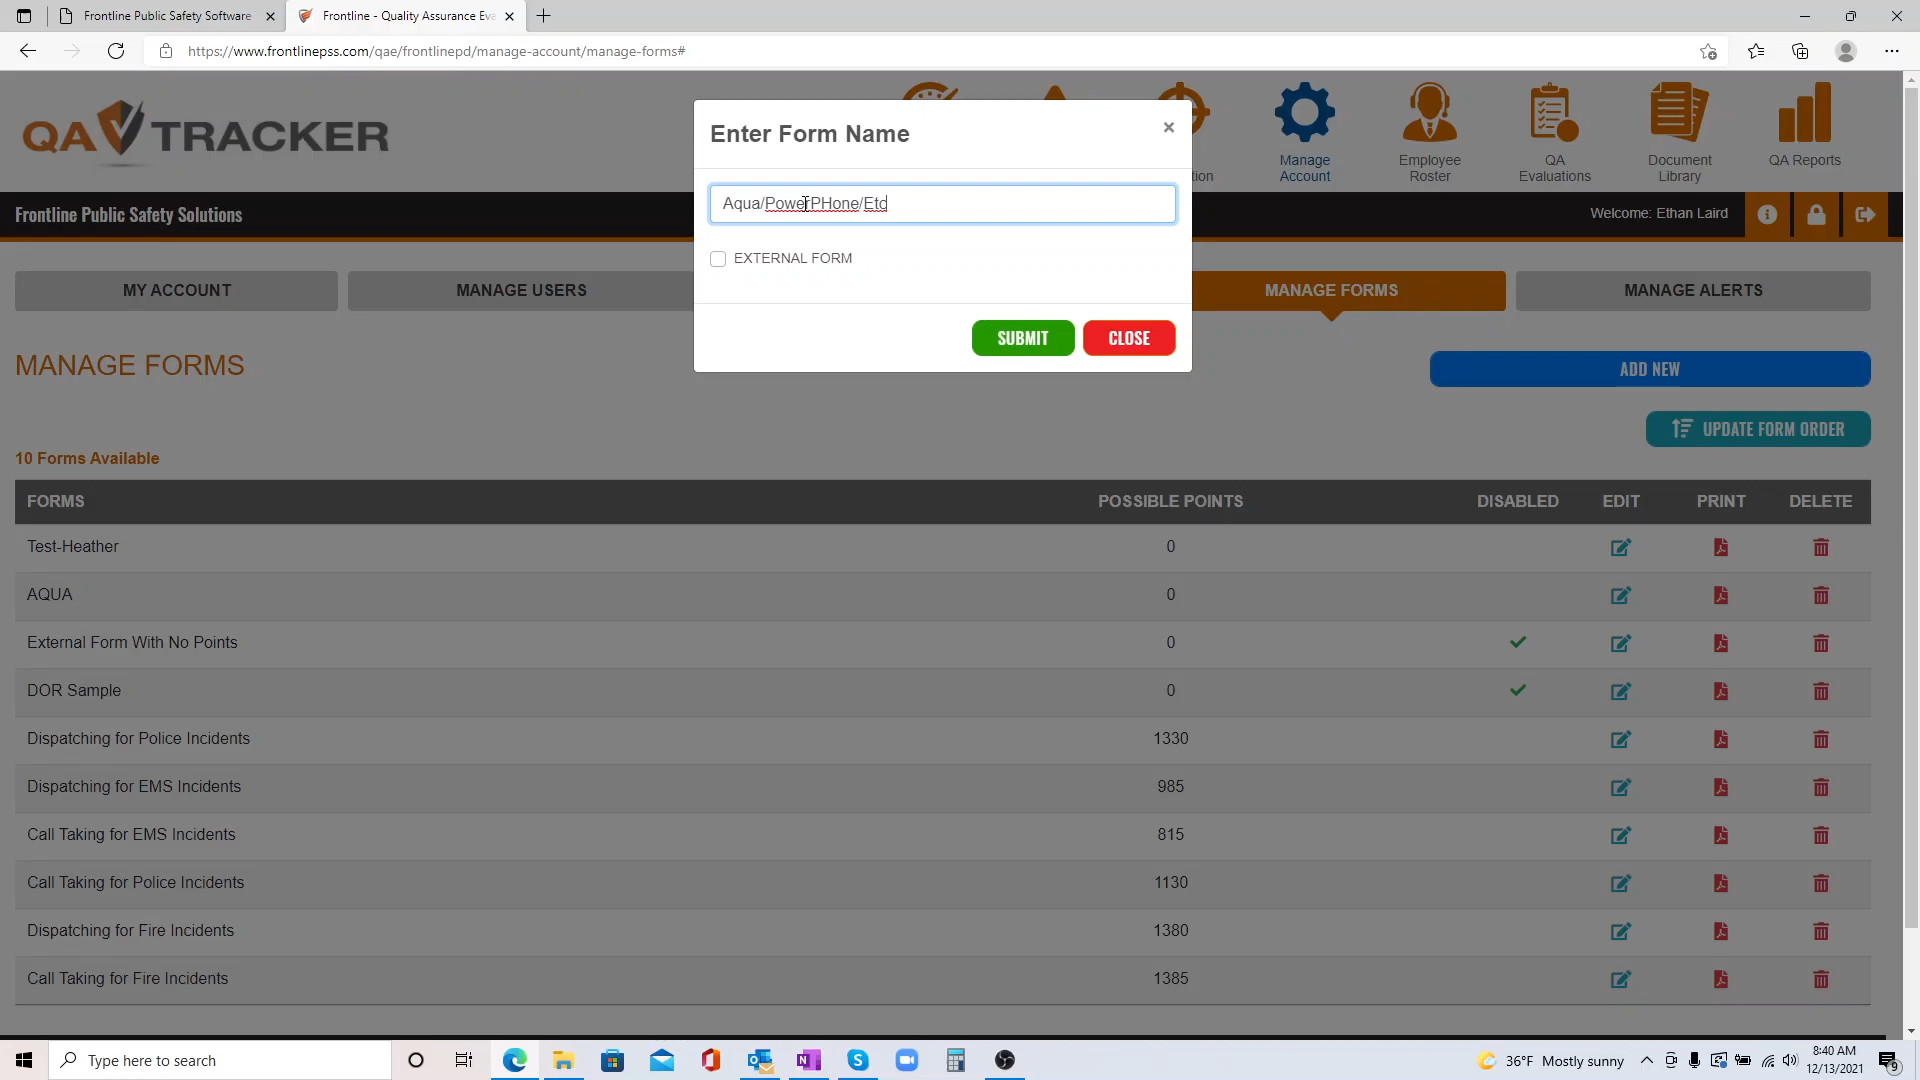 Frontline Public Safety Software
Frontline - Quality Assurance Eva
https://www.frontlinepss.com/qae/frontlinepd/manage-account/manage-forms#
QA TRACKER
tion
Manage Account
Employee Roster
QA Evaluations
Document Library
QA Reports
Enter Form Name
×
Aqua/PowerPHone/Etc
EXTERNAL FORM
SUBMIT
CLOSE
Frontline Public Safety Solutions
Welcome: Ethan Laird
MY ACCOUNT
MANAGE USERS
MANAGE FORMS
MANAGE ALERTS
MANAGE FORMS
ADD NEW
UPDATE FORM ORDER
10 Forms Available
FORMS POSSIBLE POINTS DISABLED EDIT PRINT DELETE
Test-Heather 0
AQUA 0
External Form With No Points 0
DOR Sample 0
Dispatching for Police Incidents 1330
Dispatching for EMS Incidents 985
Call Taking for EMS Incidents 815
Call Taking for Police Incidents 1130
Dispatching for Fire Incidents 1380
Call Taking for Fire Incidents 1385
Type here to search
36°F Mostly sunny
8:40 AM
12/13/2021
9